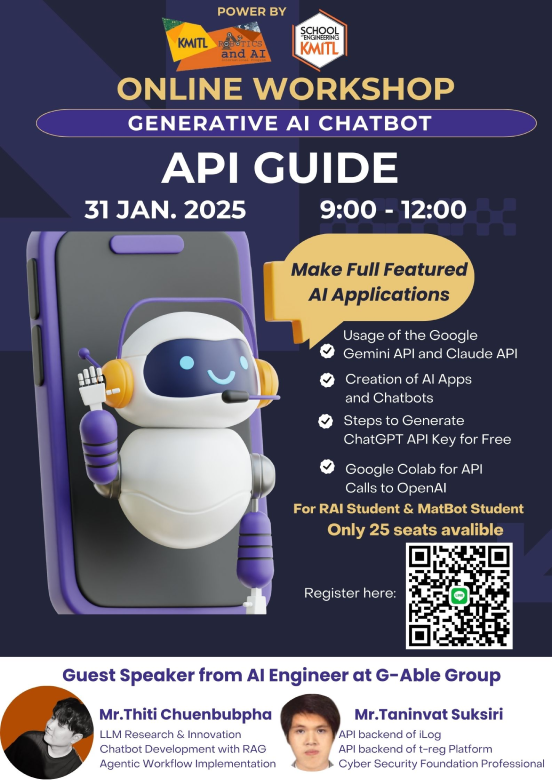 POWER BY
KMITL ROBOTICS
and AI
SCHOOL
OF
ENGINEERING
KMITL
ONLINE WORKSHOP
GENERATIVE AI CHATBOT
API GUIDE
31 JAN. 2025 9:00 - 12:00
Make Full Featured
AI Applications
Usage of the Google
Gemini API and Claude API
Creation of AI Apps
and Chatbots
Steps to Generate
ChatGPT API Key for Free
Google Colab for API
Calls to OpenAI
For RAI Student & MatBot Student
Only 25 seats avalible
Register here:
Guest Speaker from AI Engineer at G-Able Group
Mr.Thiti Chuenbubpha
LLM Research & Innovation
Chatbot Development with RAG
Agentic Workflow Implementation
Mr.Taninvat Suksiri
API backend of iLog
API backend of t-reg Platform
Cyber Security Foundation Professional